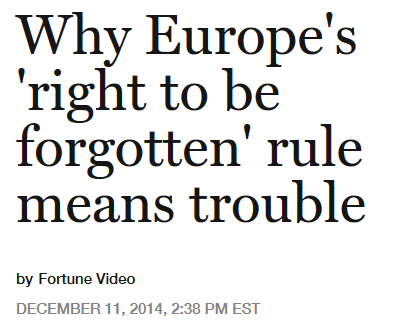 Why Europe's
'right to be
forgotten' rule
means trouble
by Fortune Video
DECEMBER 11, 2014, 2:38 PM EST